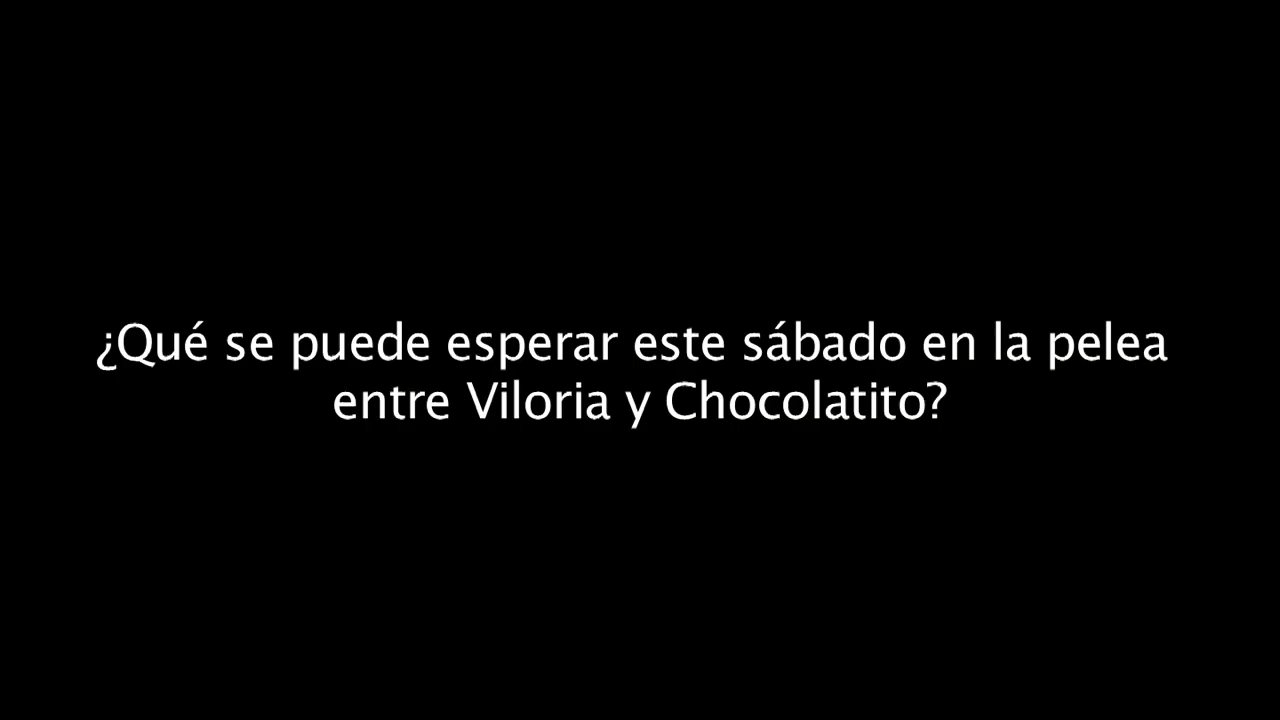 ¿Qué se puede esperar este sábado en la pelea
entre Viloria y Chocolatito?